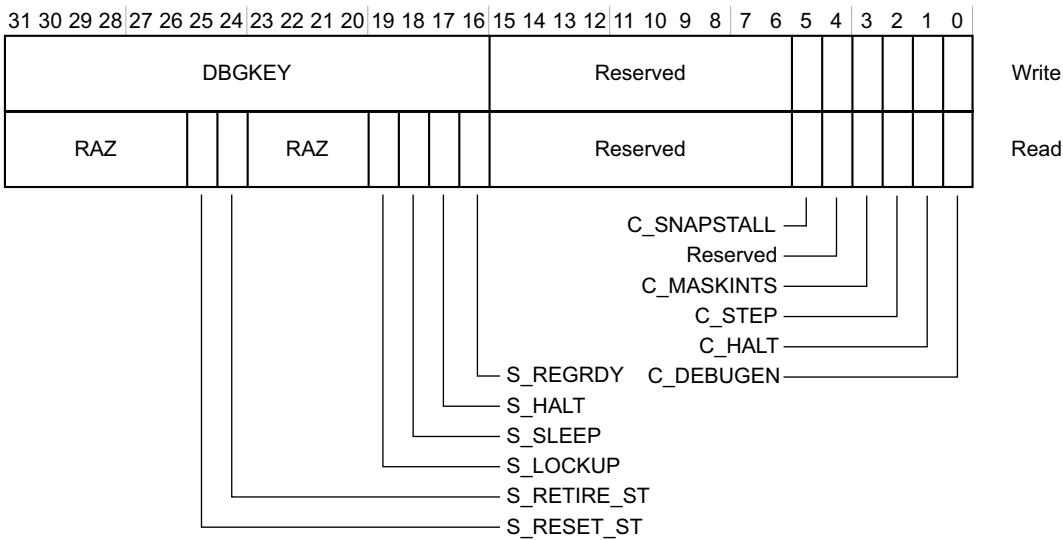 31 30 29 28 27 26 25 24 23 22 21 20 19 18 17 16 15 14 13 12 11 10 9 8 7 6 5 4 3 2 1 0
DBGKEY Reserved Write
RAZ RAZ Reserved Read
C_SNAPSTALL
Reserved
C_MASKINTS
C_STEP
C_HALT
S_REGRDY C_DEBUGEN
S_HALT
S_SLEEP
S_LOCKUP
S_RETIRE_ST
S_RESET_ST